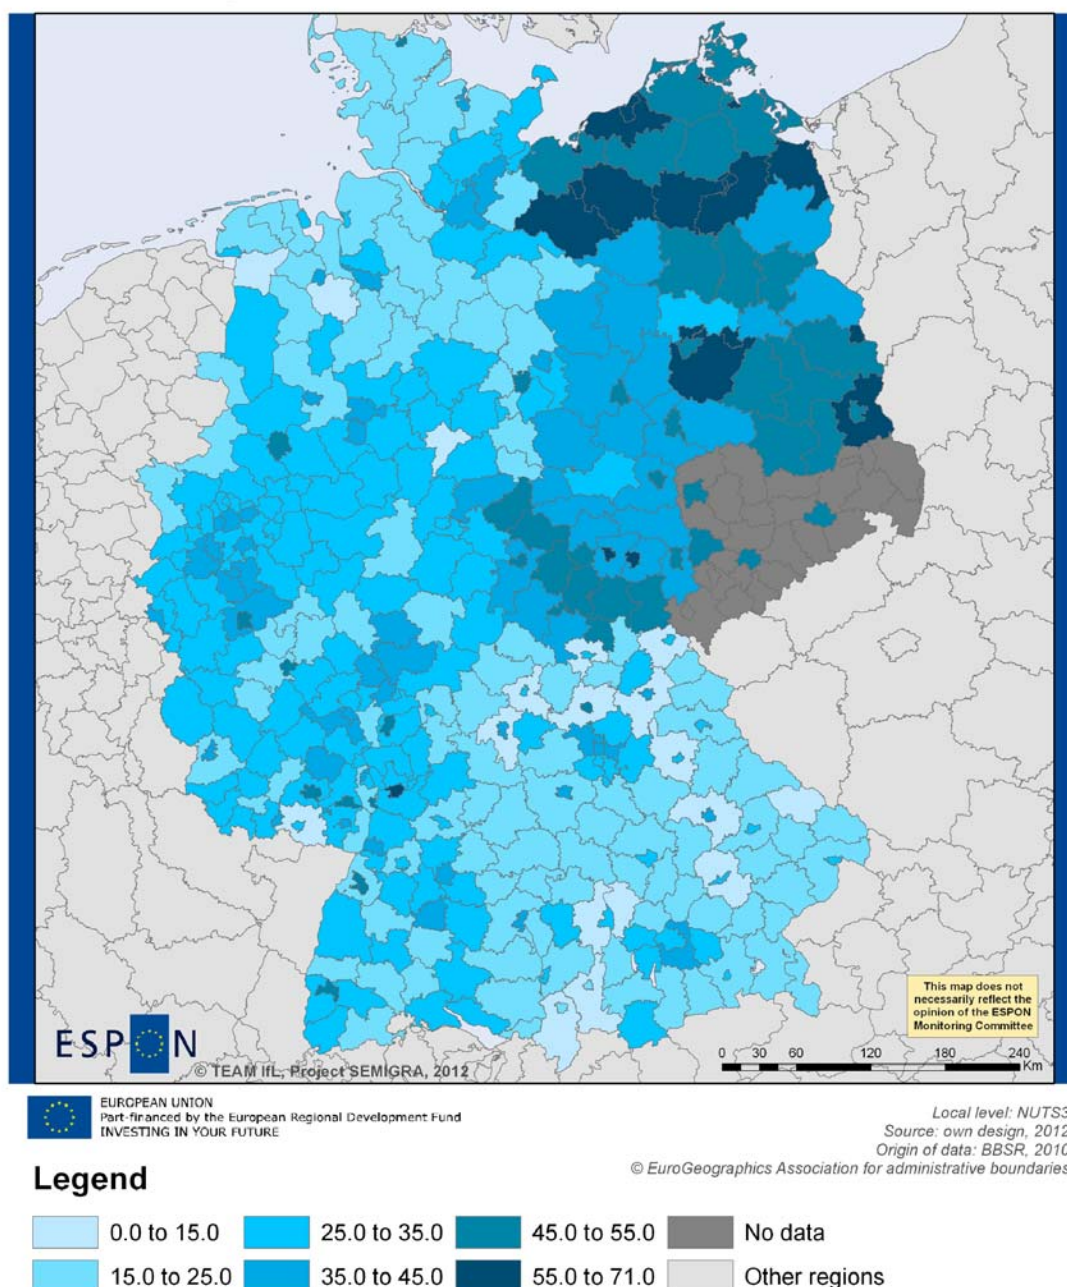 This map does not
necessarily reflect the
opinion of the ESPON
Monitoring Committee
ESPON
© TEAM IfL, Project SEMIGRA, 2012
0 30 60 120 180 240
Km
EUROPEAN UNION
Part-financed by the European Regional Development Fund
INVESTING IN YOUR FUTURE
Local level: NUTS3
Source: own design, 2012
Origin of data: BBSR, 2010
© EuroGeographics Association for administrative boundaries
Legend
0.0 to 15.0 25.0 to 35.0 45.0 to 55.0 No data
15.0 to 25.0 35.0 to 45.0 55.0 to 71.0 Other regions